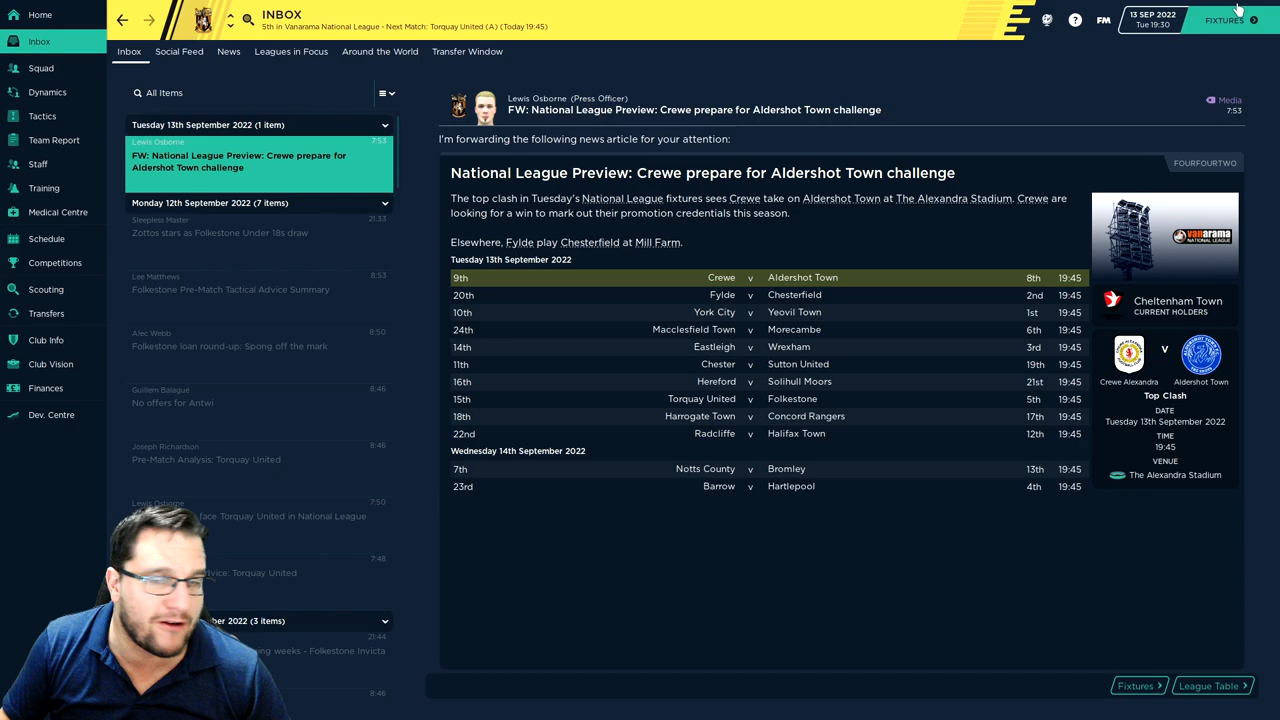 Home
INBOX
5th in Vanarama National League - Next Match: Torquay United (A) (Today 19:45)
FM
13 SEP 2022
Tue 19:30
FIXTURES
Inbox
Squad
Dynamics
Tactics
Team Report
Staff
Training
Medical Centre
Schedule
Competitions
Scouting
Transfers
Club Info
Club Vision
Finances
Dev. Centre
Inbox
Social Feed
News
Leagues in Focus
Around the World
Transfer Window
All Items
Tuesday 13th September 2022 (1 item)
Lewis Osborne
7:53
FW: National League Preview: Crewe prepare for
Aldershot Town challenge
Monday 12th September 2022 (7 items)
Sleepless Master
21:33
Zottos stars as Folkestone Under 18s draw
Lee Matthews
8:53
Folkestone Pre-Match Tactical Advice Summary
Alec Webb
8:50
Folkestone loan round-up: Spong off the mark
Guillem Balagué
8:46
No offers for Antwi
Joseph Richardson
8:46
Pre-Match Analysis: Torquay United
Lewis Osborne
7:50
face Torquay United in National League
7:48
Torquay United
2022 (3 items)
21:44
weeks - Folkestone Invicta
8:46
Lewis Osborne (Press Officer)
FW: National League Preview: Crewe prepare for Aldershot Town challenge
Media
7:53
I'm forwarding the following news article for your attention:
FOURFOURTWO
National League Preview: Crewe prepare for Aldershot Town challenge
The top clash in Tuesday's National League fixtures sees Crewe take on Aldershot Town at The Alexandra Stadium. Crewe are
looking for a win to mark out their promotion credentials this season.
Elsewhere, Fylde play Chesterfield at Mill Farm.
Tuesday 13th September 2022
9th Crewe v Aldershot Town 8th 19:45
20th Fylde v Chesterfield 2nd 19:45
10th York City v Yeovil Town 1st 19:45
24th Macclesfield Town v Morecambe 6th 19:45
14th Eastleigh v Wrexham 3rd 19:45
11th Chester v Sutton United 19th 19:45
16th Hereford v Solihull Moors 21st 19:45
15th Torquay United v Folkestone 5th 19:45
18th Harrogate Town v Concord Rangers 17th 19:45
22nd Radcliffe v Halifax Town 12th 19:45
Wednesday 14th September 2022
7th Notts County v Bromley 13th 19:45
23rd Barrow v Hartlepool 4th 19:45
vanarama
NATIONAL LEAGUE
Cheltenham Town
CURRENT HOLDERS
V
Crewe Alexandra
Aldershot Town
Top Clash
DATE
Tuesday 13th September 2022
TIME
19:45
VENUE
The Alexandra Stadium
Fixtures
League Table